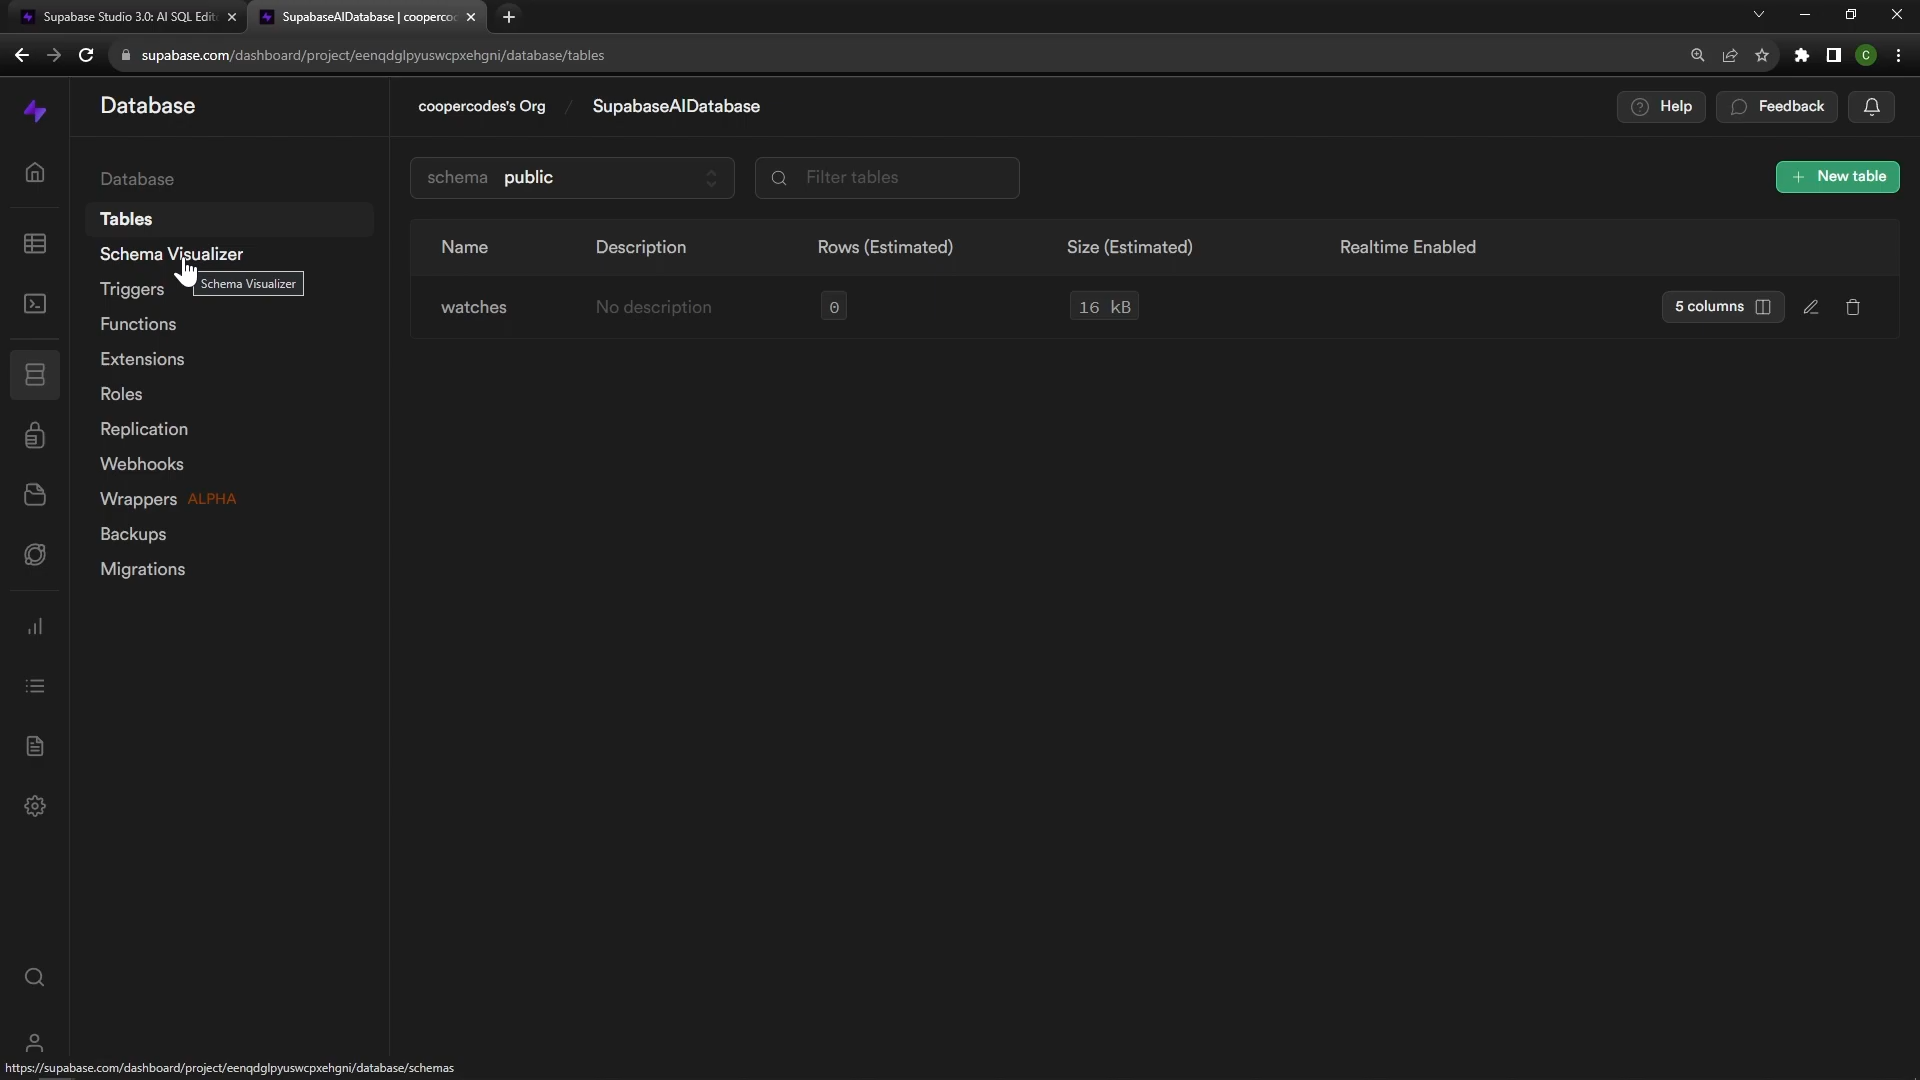 Supabase Studio 3.0: AI SQL Edit
SupabaseAIDatabase | cooperco
supabase.com/dashboard/project/eenqdglpyuswcpxehgni/database/tables
C
Database
coopercodes's Org / SupabaseAIDatabase
Help
Feedback
Database
Tables
Schema Visualizer
Schema Visualizer
Triggers
Functions
Extensions
Roles
Replication
Webhooks
Wrappers ALPHA
Backups
Migrations
schema public
Filter tables
+ New table
Name Description Rows (Estimated) Size (Estimated) Realtime Enabled
watches No description 0 16 kB 5 columns
https://supabase.com/dashboard/project/eenqdglpyuswcpxehgni/database/schemas